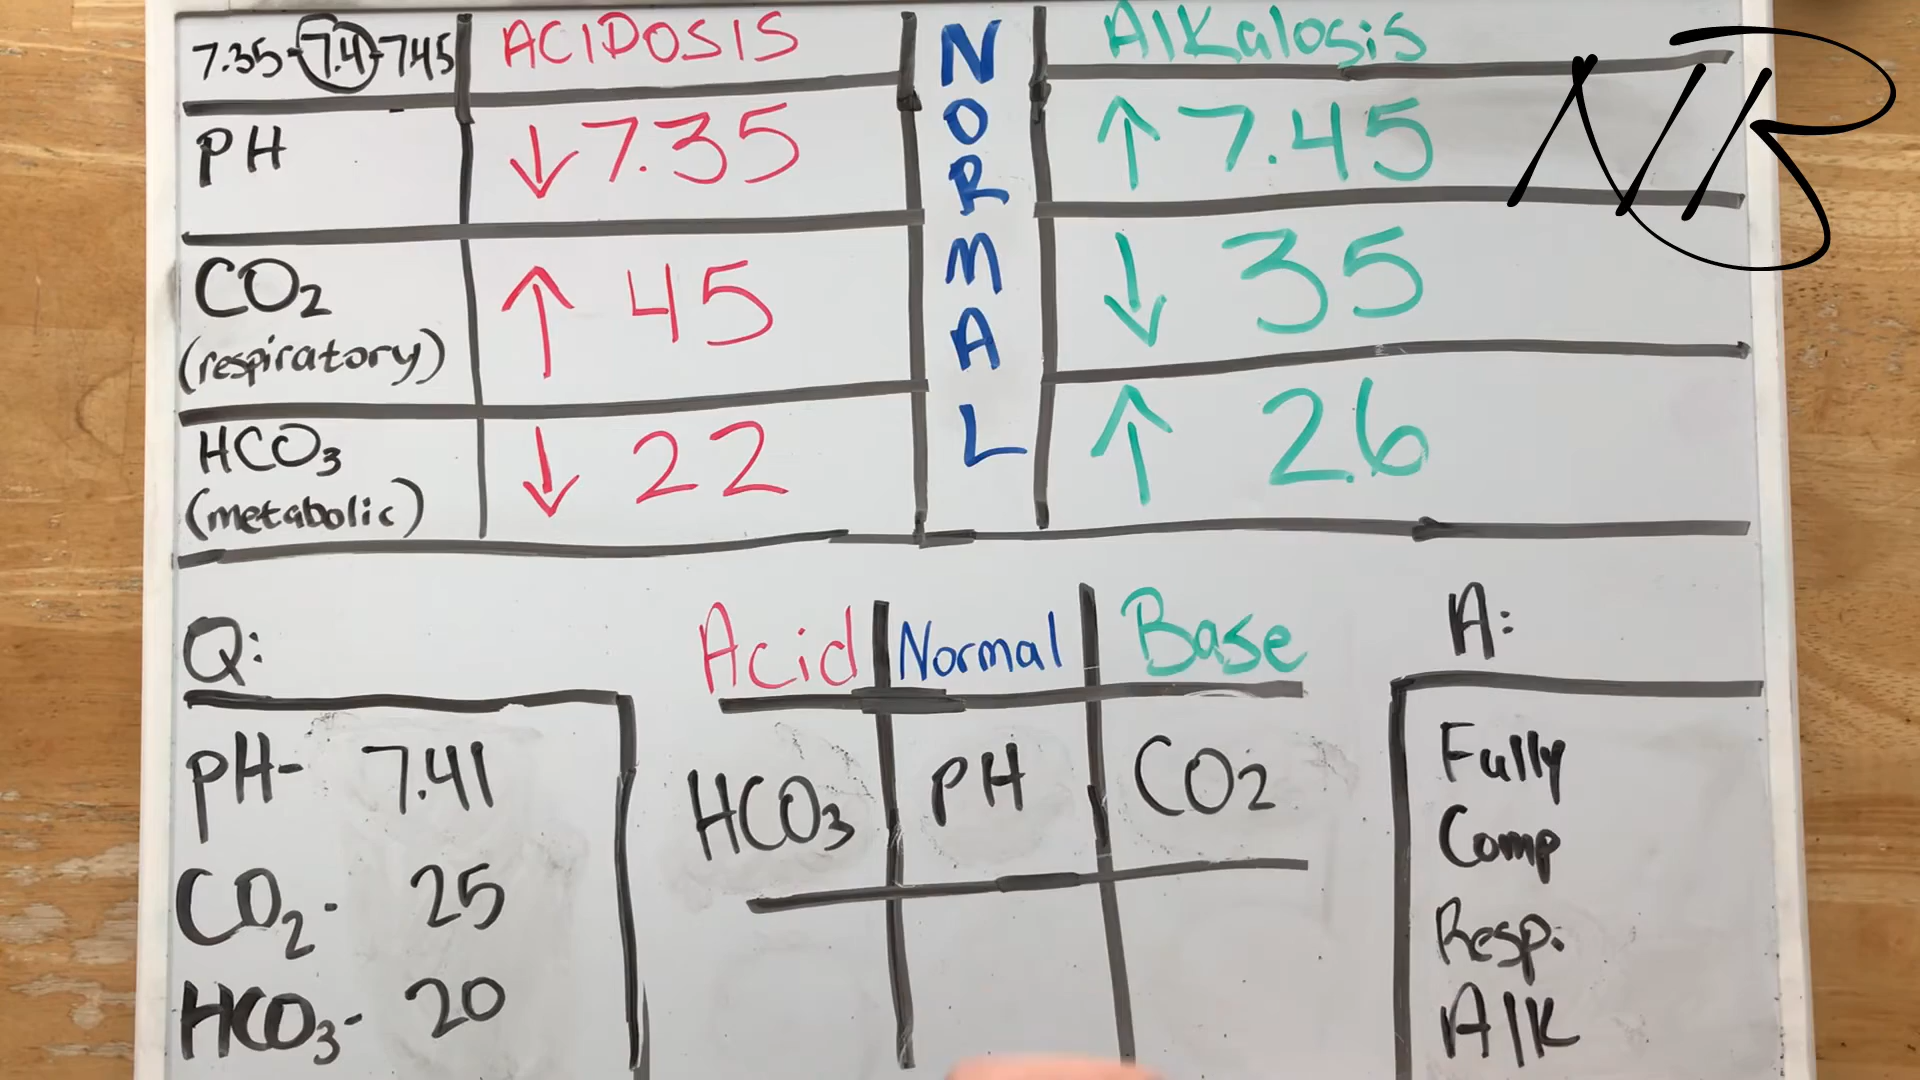 7.35-7.4-7.45 ACIDOSIS NORMAL AlKalosis
PH ↓ 7.35 ↑ 7.45
CO₂ ↑ 45 ↓ 35
(respiratory)
HCO₃ ↓ 22 ↑ 26
(metabolic)
Q:
PH- 7.41
CO₂- 25
HCO₃- 20
Acid Normal Base
HCO₃ PH CO₂
A:
Fully
Comp
Resp.
Alk
NR